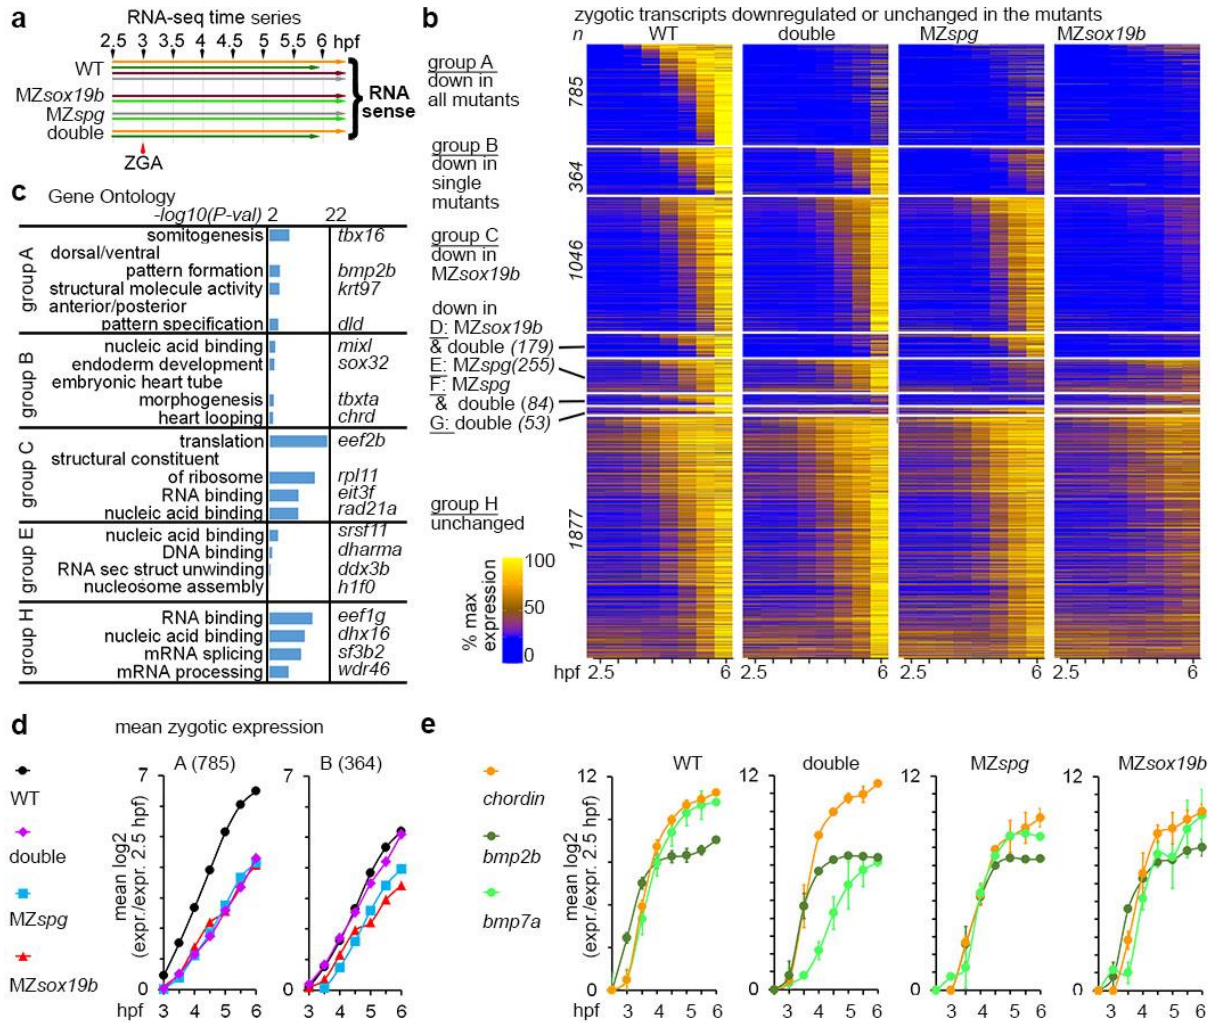 a
RNA-seq time series
2,5 3 3,5 4 4,5 5 5,5 6 hpf
WT
MZsox19b
MZspg
double
RNA
sense
ZGA
b
zygotic transcripts downregulated or unchanged in the mutants
n WT double MZspg MZsox19b
group A
down in
all mutants
785
group B
down in
single
mutants
364
group C
down in
MZsox19b
1046
down in
D: MZsox19b
& double (179)
E: MZspg(255)
F: MZspg
& double (84)
G: double (53)
group H
unchanged
1877
% max
expression
100
50
0
hpf 2.5 6 2.5 6 2.5 6 2.5 6
c
Gene Ontology
-log10(P-val) 2 22
group A
somitogenesis tbx16
dorsal/ventral
pattern formation bmp2b
structural molecule activity krt97
anterior/posterior
pattern specification dld
group B
nucleic acid binding mixl
endoderm development sox32
embryonic heart tube
morphogenesis tbxta
heart looping chrd
group C
translation eef2b
structural constituent
of ribosome rpl11
RNA binding eit3f
nucleic acid binding rad21a
group E
nucleic acid binding srsf11
DNA binding dharma
RNA sec struct unwinding ddx3b
nucleosome assembly h1f0
group H
RNA binding eef1g
nucleic acid binding dhx16
mRNA splicing sf3b2
mRNA processing wdr46
d
mean zygotic expression
WT
double
MZspg
MZsox19b
A (785) B (364)
mean log2
(expr./expr. 2.5 hpf)
7 7
0 0
hpf 3 4 5 6 3 4 5 6
e
chordin
bmp2b
bmp7a
WT double MZspg MZsox19b
mean log2
(expr./expr. 2.5 hpf)
12 12 12 12
0 0 0 0
hpf 3 4 5 6 3 4 5 6 3 4 5 6 3 4 5 6